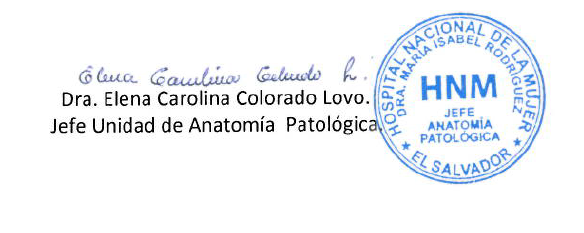 Elena Carolina Colorado L.
Dra. Elena Carolina Colorado Lovo.
Jefe Unidad de Anatomía Patológica.
HOSPITAL NACIONAL DE LA MUJER
DRA. MARÍA ISABEL RODRÍGUEZ
HNM
JEFE
ANATOMÍA
PATOLÓGICA
★ EL SALVADOR ★